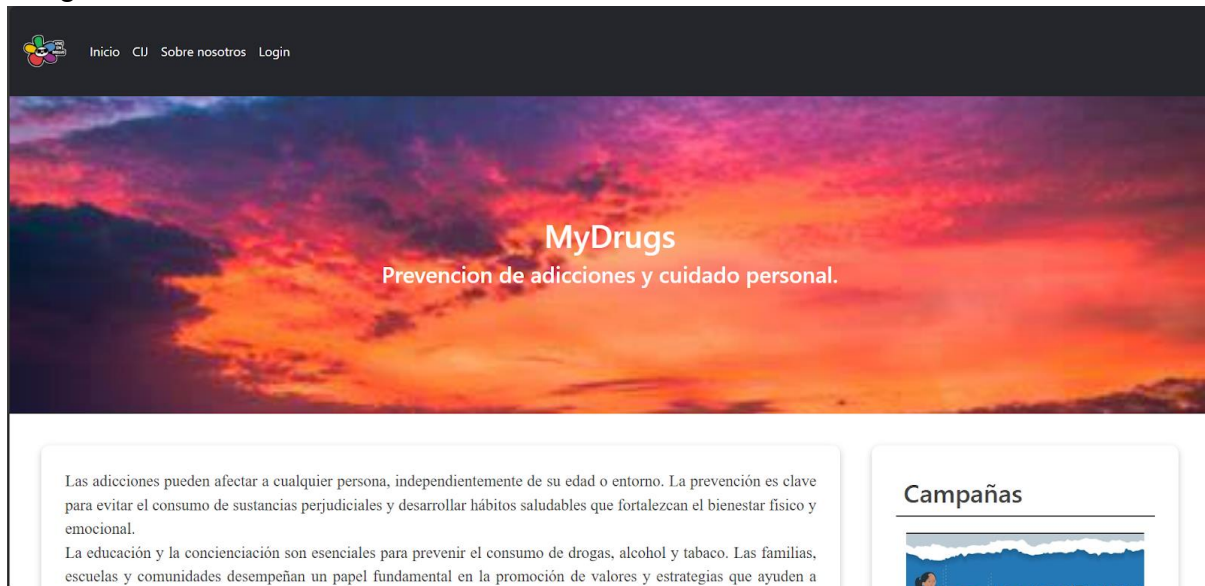 Inicio CIJ Sobre nosotros Login
MyDrugs
Prevencion de adicciones y cuidado personal.
Las adicciones pueden afectar a cualquier persona, independientemente de su edad o entorno. La prevención es clave
para evitar el consumo de sustancias perjudiciales y desarrollar hábitos saludables que fortalezcan el bienestar físico y
emocional.
La educación y la concienciación son esenciales para prevenir el consumo de drogas, alcohol y tabaco. Las familias,
escuelas y comunidades desempeñan un papel fundamental en la promoción de valores y estrategias que ayuden a
Campañas